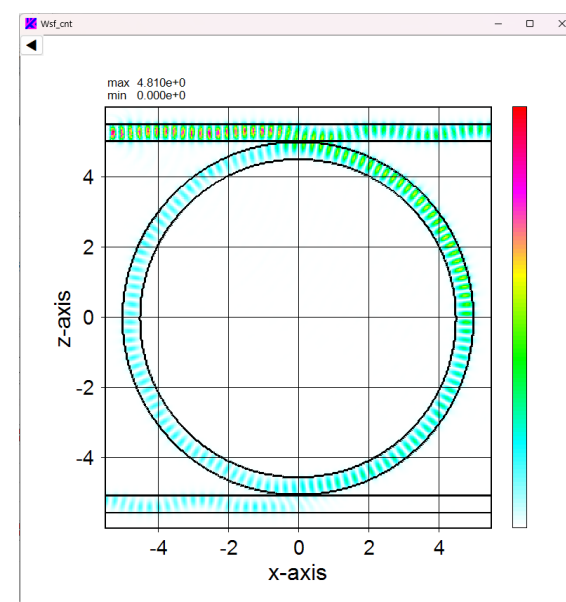 Wsf_cnt
max 4.810e+0
min 0.000e+0
4
2
0
-2
-4
z-axis
-4 -2 0 2 4
x-axis